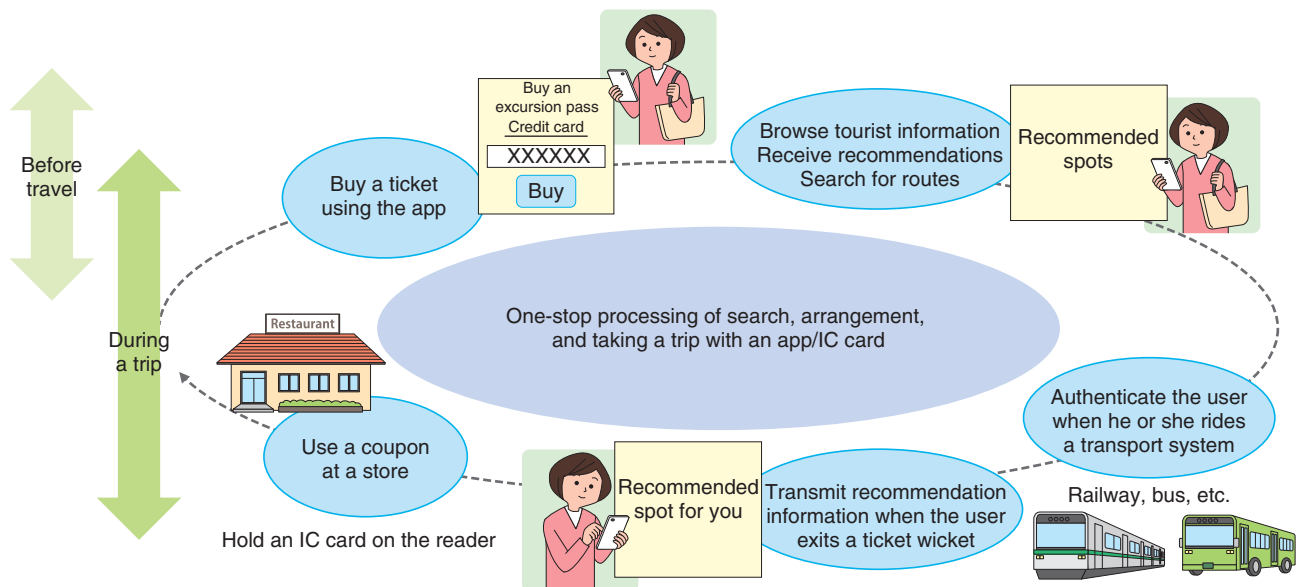 Before
travel
During
a trip
Buy a ticket
using the app
Buy an
excursion pass
Credit card
XXXXXX
Buy
Browse tourist information
Receive recommendations
Search for routes
Recommended
spots
One-stop processing of search, arrangement,
and taking a trip with an app/IC card
Authenticate the user
when he or she rides
a transport system
Railway, bus, etc.
Transmit recommendation
information when the user
exits a ticket wicket
Recommended
spot for you
Restaurant
Use a coupon
at a store
Hold an IC card on the reader